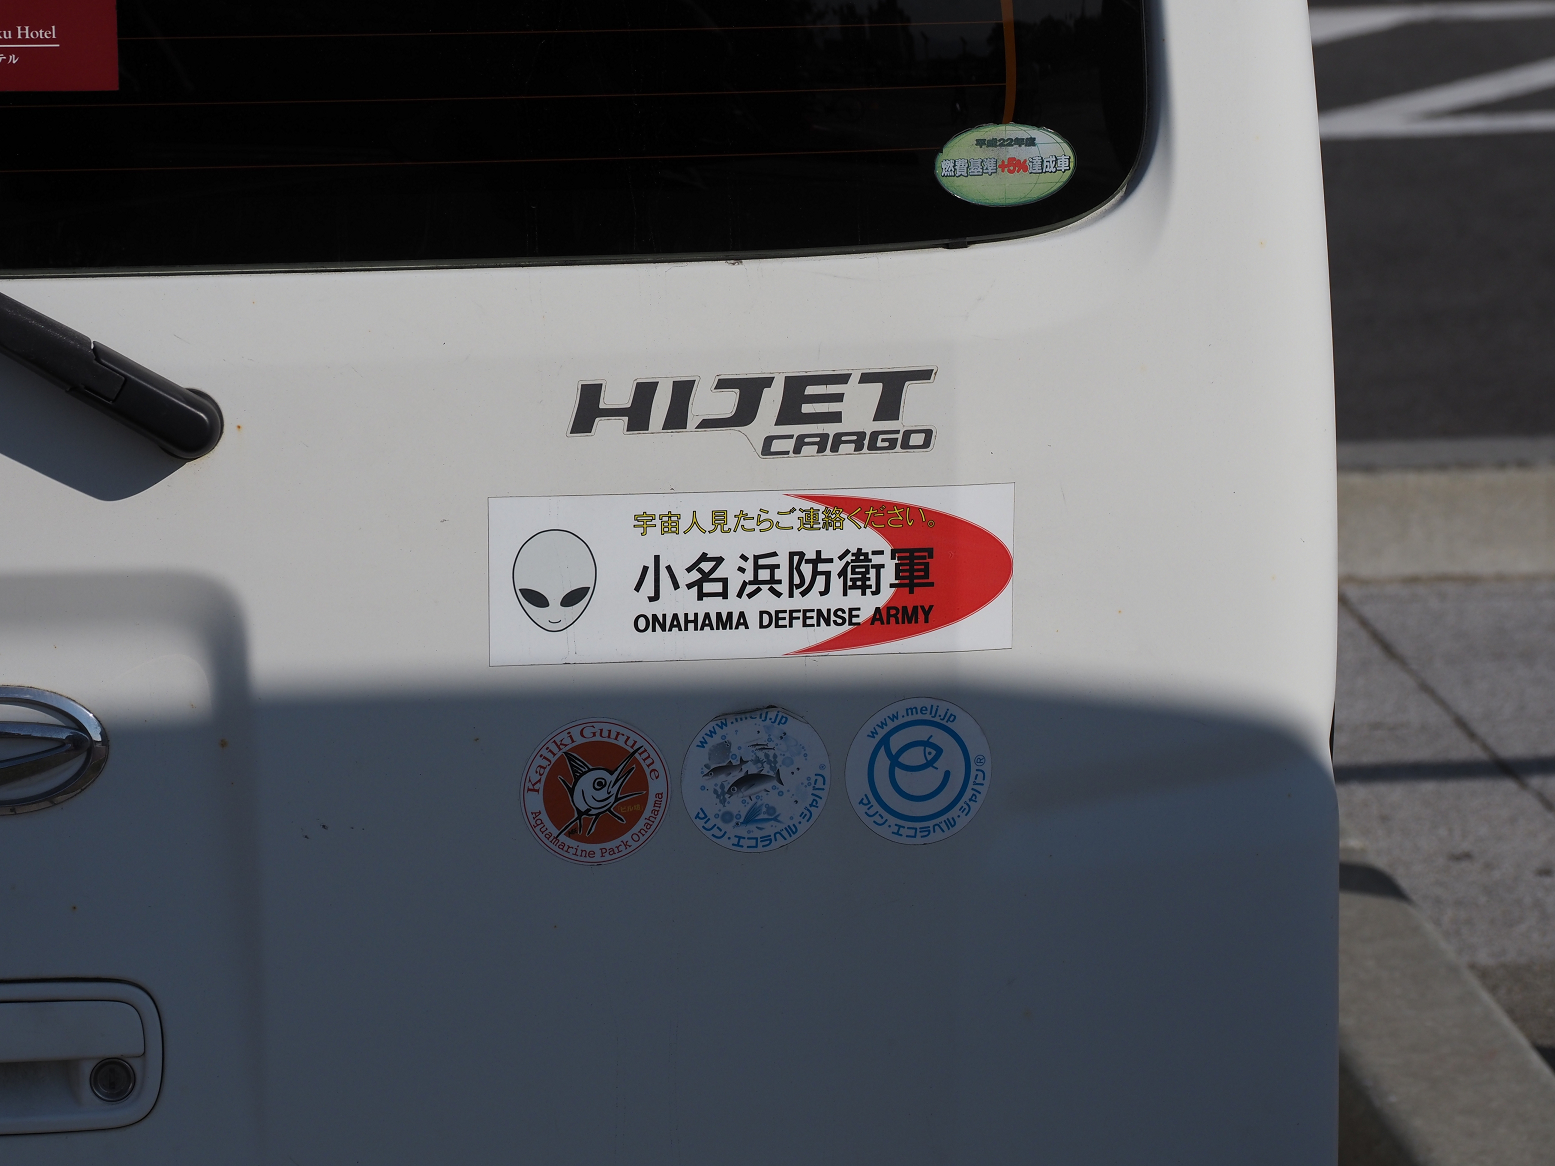 ku Hotel
テル
平成22年度
燃費基準+5%達成車
HIJET
CARGO
宇宙人見たらご連絡ください。
小名浜防衛軍
ONAHAMA DEFENSE ARMY
Kajiki Gurume
Aquamarine Park Onahama
www.melj.jp
マリン・エコラベル・ジャパン®
www.melj.jp
マリン・エコラベル・ジャパン®